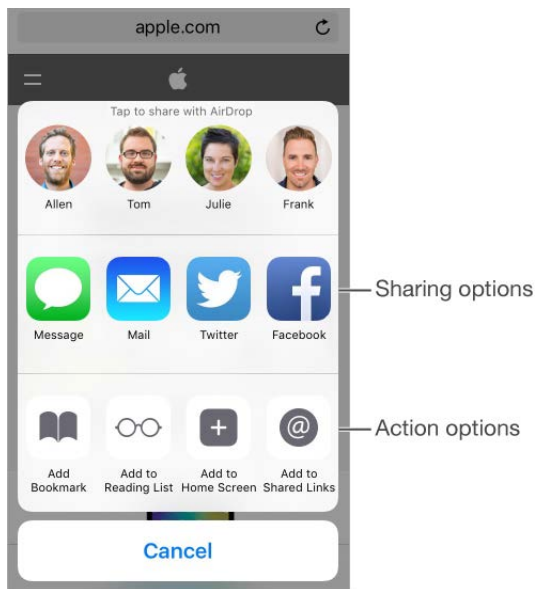 apple.com
Tap to share with AirDrop
Allen Tom Julie Frank
Message Mail Twitter Facebook
Sharing options
Add Bookmark
Add to Reading List
Add to Home Screen
Add to Shared Links
Action options
Cancel